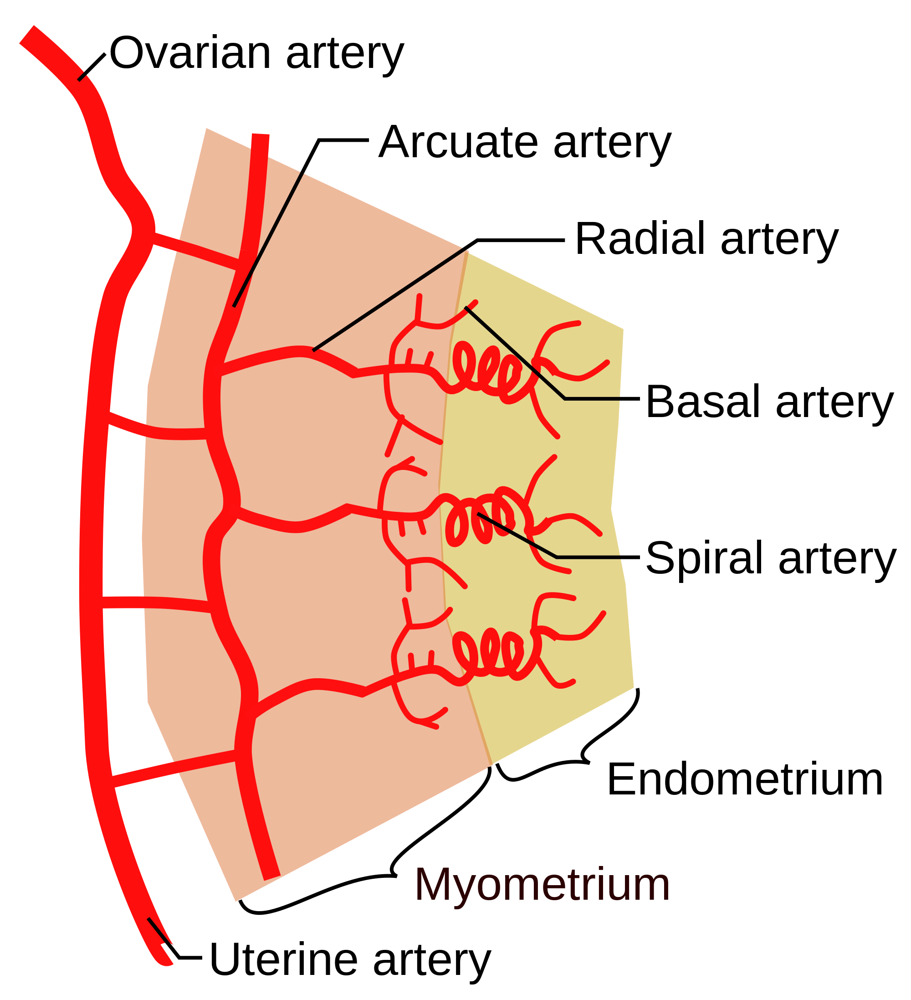 Ovarian artery
Arcuate artery
Radial artery
Basal artery
Spiral artery
Endometrium
Myometrium
Uterine artery